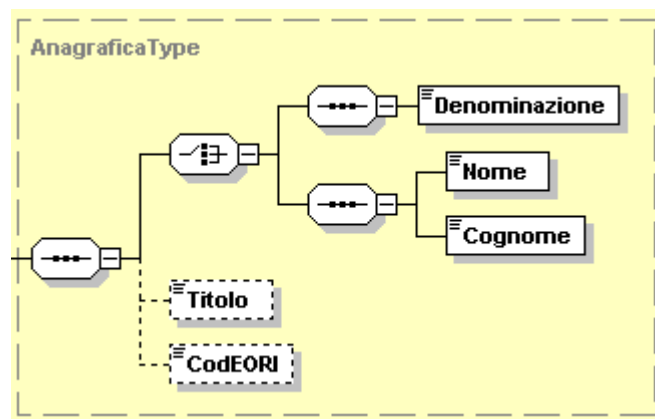 AnagraficaType
Denominazione
Nome
Cognome
Titolo
CodEORI